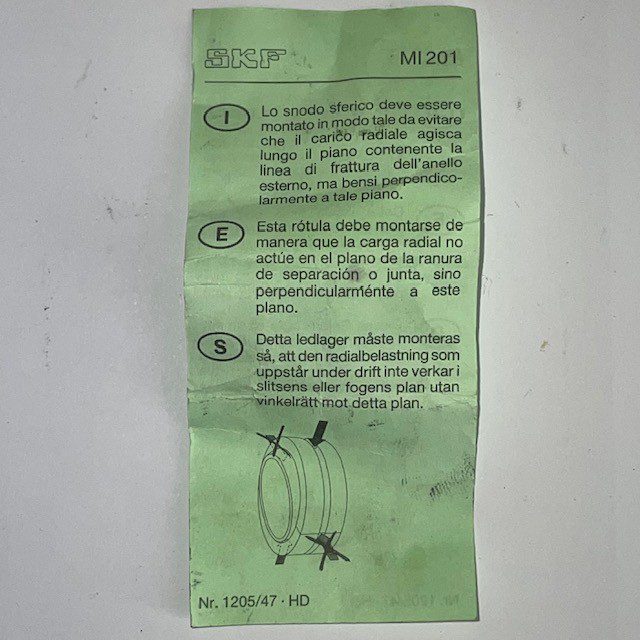 SKF
MI 201
I
Lo snodo sferico deve essere
montato in modo tale da evitare
che il carico radiale agisca
lungo il piano contenente la
linea di frattura dell'anello
esterno, ma bensi perpendico-
larmente a tale piano.
E
Esta rótula debe montarse de
manera que la carga radial no
actúe en el plano de la ranura
de separación o junta, sino
perpendicularménte a este
plano.
S
Detta ledlager måste monteras
så, att den radialbelastning som
uppstår under drift inte verkar i
slitsens eller fogens plan utan
vinkelrätt mot detta plan.
Nr. 1205/47 · HD